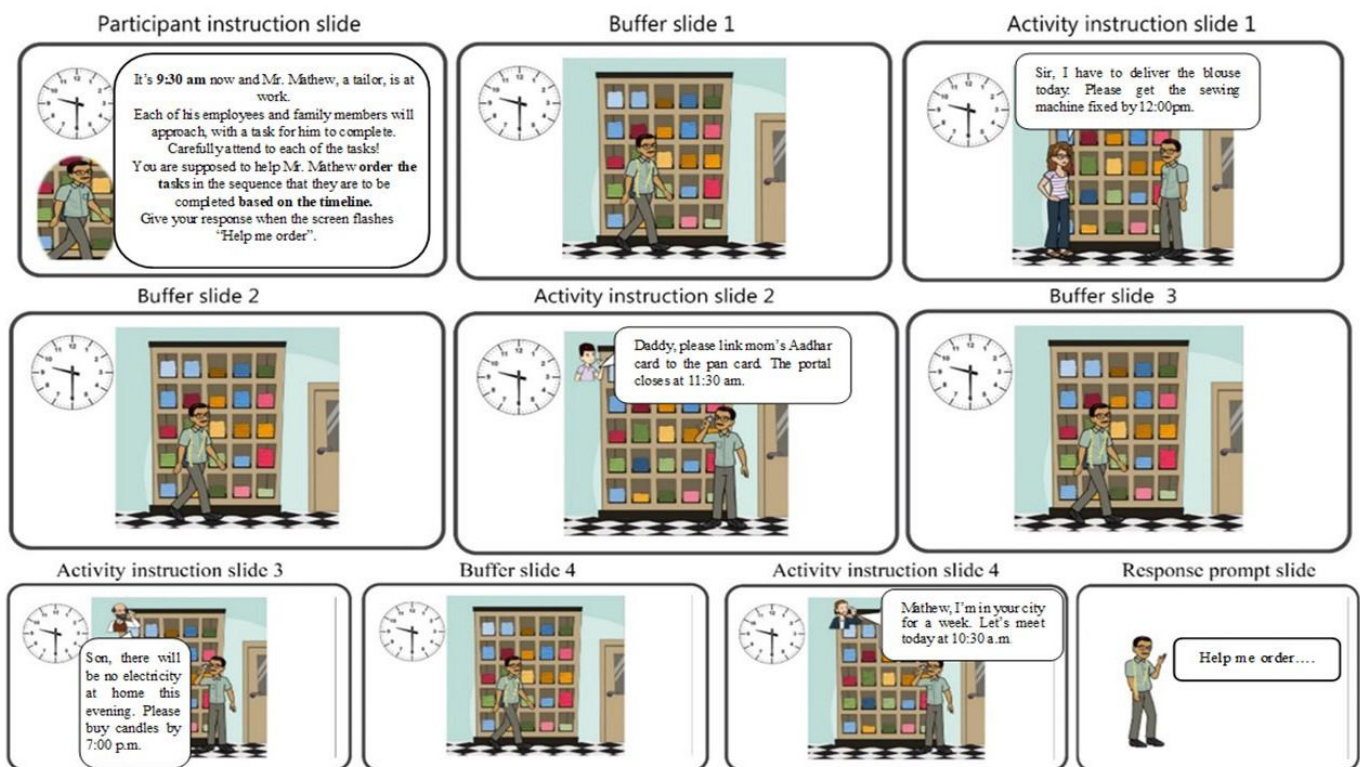 Participant instruction slide
Buffer slide 1
Activity instruction slide 1
It's 9:30 am now and Mr. Mathew, a tailor, is at
work.
Each of his employees and family members will
approach, with a task for him to complete.
Carefully attend to each of the tasks!
You are supposed to help Mr. Mathew order the
tasks in the sequence that they are to be
completed based on the timeline.
Give your response when the screen flashes
"Help me order".
Sir, I have to deliver the blouse
today. Please get the sewing
machine fixed by 12:00pm.
Buffer slide 2
Activity instruction slide 2
Buffer slide 3
Daddy, please link mom's Aadhar
card to the pan card. The portal
closes at 11:30 am.
Activity instruction slide 3
Buffer slide 4
Activity instruction slide 4
Response prompt slide
Son, there will
be no electricity
at home this
evening. Please
buy candles by
7:00 p.m.
Mathew, I'm in your city
for a week. Let's meet
today at 10:30 a.m.
Help me order....